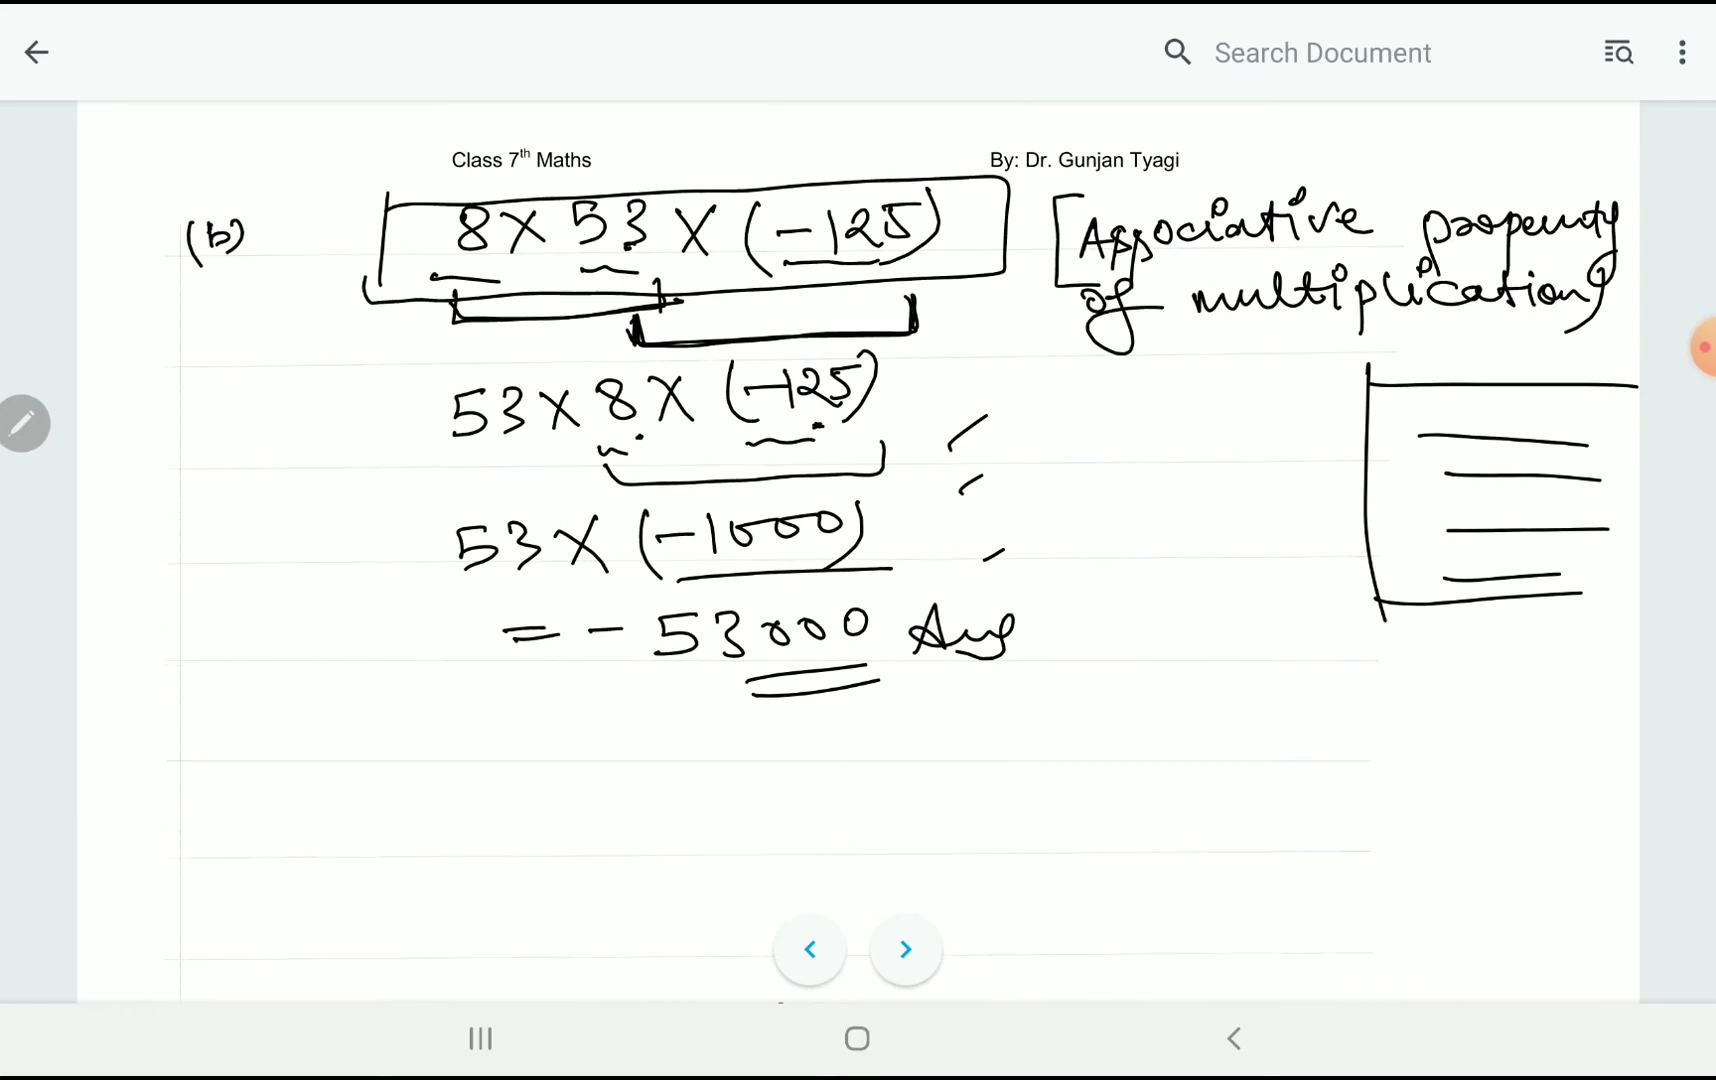 Search Document
Class 7th Maths By: Dr. Gunjan Tyagi
(b) 8 × 53 × (-125) [Associative property
of multiplication]
53 × 8 × (-125)
53 × (-1000)
= - 53000 Ans